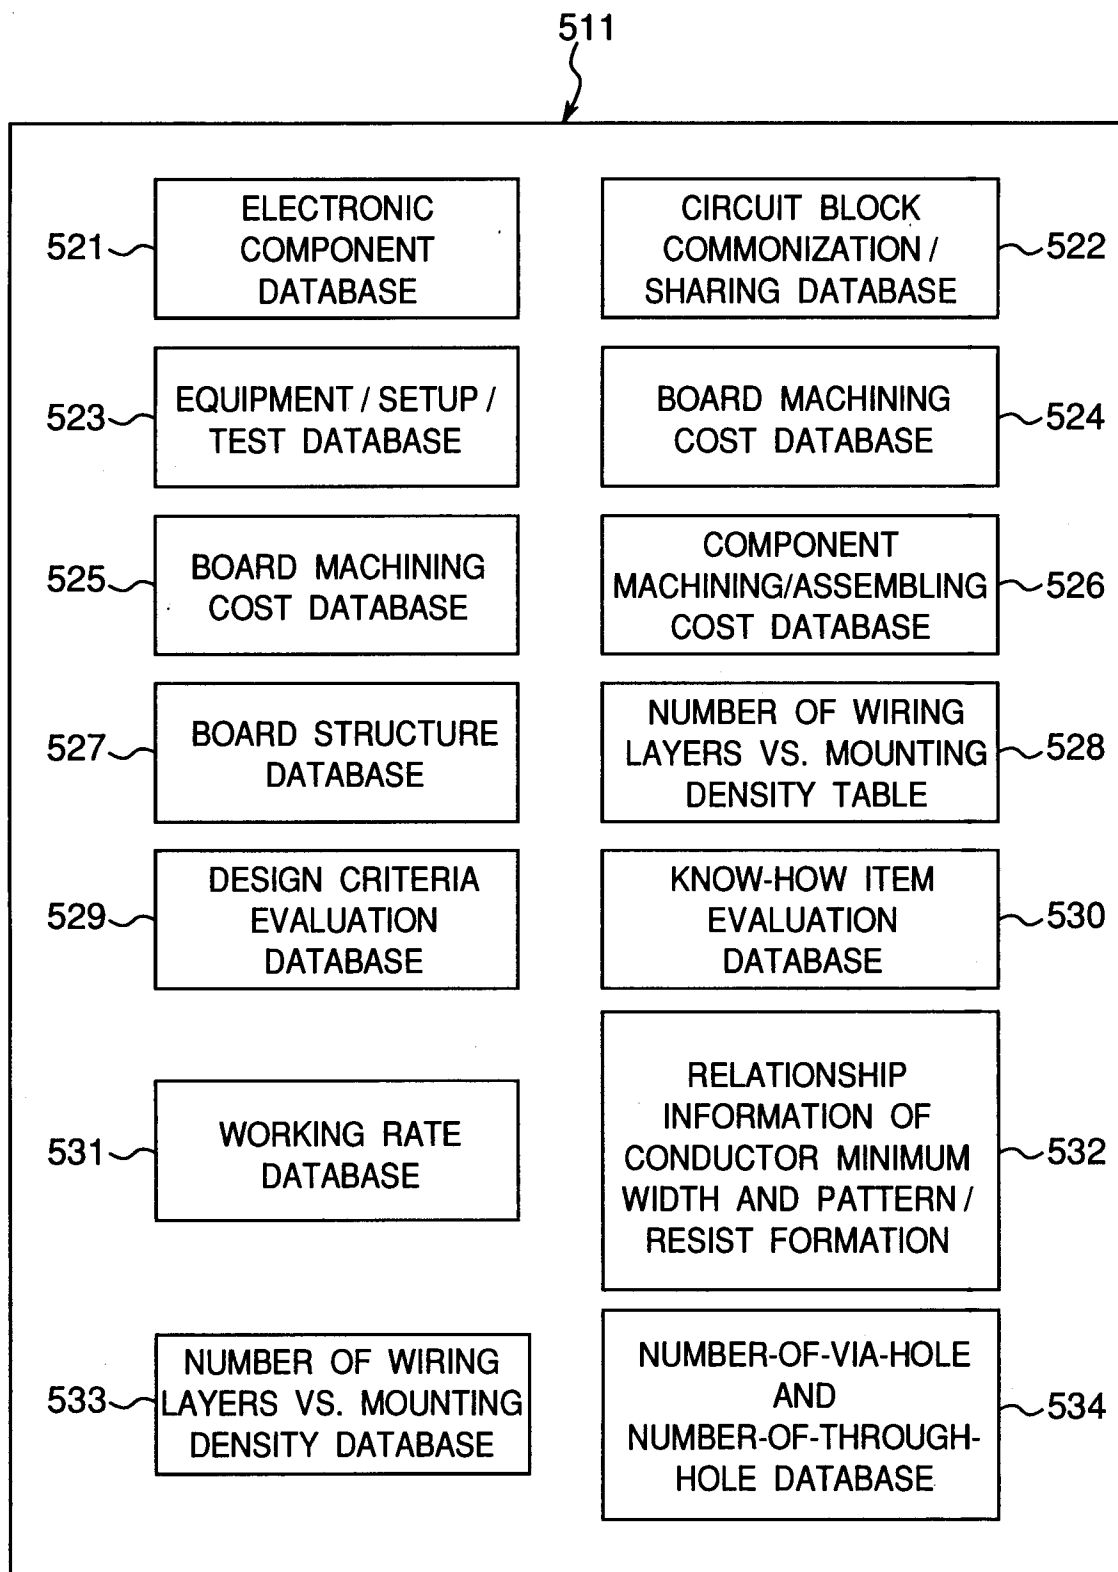 511
521
ELECTRONIC
COMPONENT
DATABASE
CIRCUIT BLOCK
COMMONIZATION /
SHARING DATABASE
522
523
EQUIPMENT / SETUP /
TEST DATABASE
BOARD MACHINING
COST DATABASE
524
525
BOARD MACHINING
COST DATABASE
COMPONENT
MACHINING/ASSEMBLING
COST DATABASE
526
527
BOARD STRUCTURE
DATABASE
NUMBER OF WIRING
LAYERS VS. MOUNTING
DENSITY TABLE
528
529
DESIGN CRITERIA
EVALUATION
DATABASE
KNOW-HOW ITEM
EVALUATION
DATABASE
530
531
WORKING RATE
DATABASE
RELATIONSHIP
INFORMATION OF
CONDUCTOR MINIMUM
WIDTH AND PATTERN /
RESIST FORMATION
532
533
NUMBER OF WIRING
LAYERS VS. MOUNTING
DENSITY DATABASE
NUMBER-OF-VIA-HOLE
AND
NUMBER-OF-THROUGH-
HOLE DATABASE
534